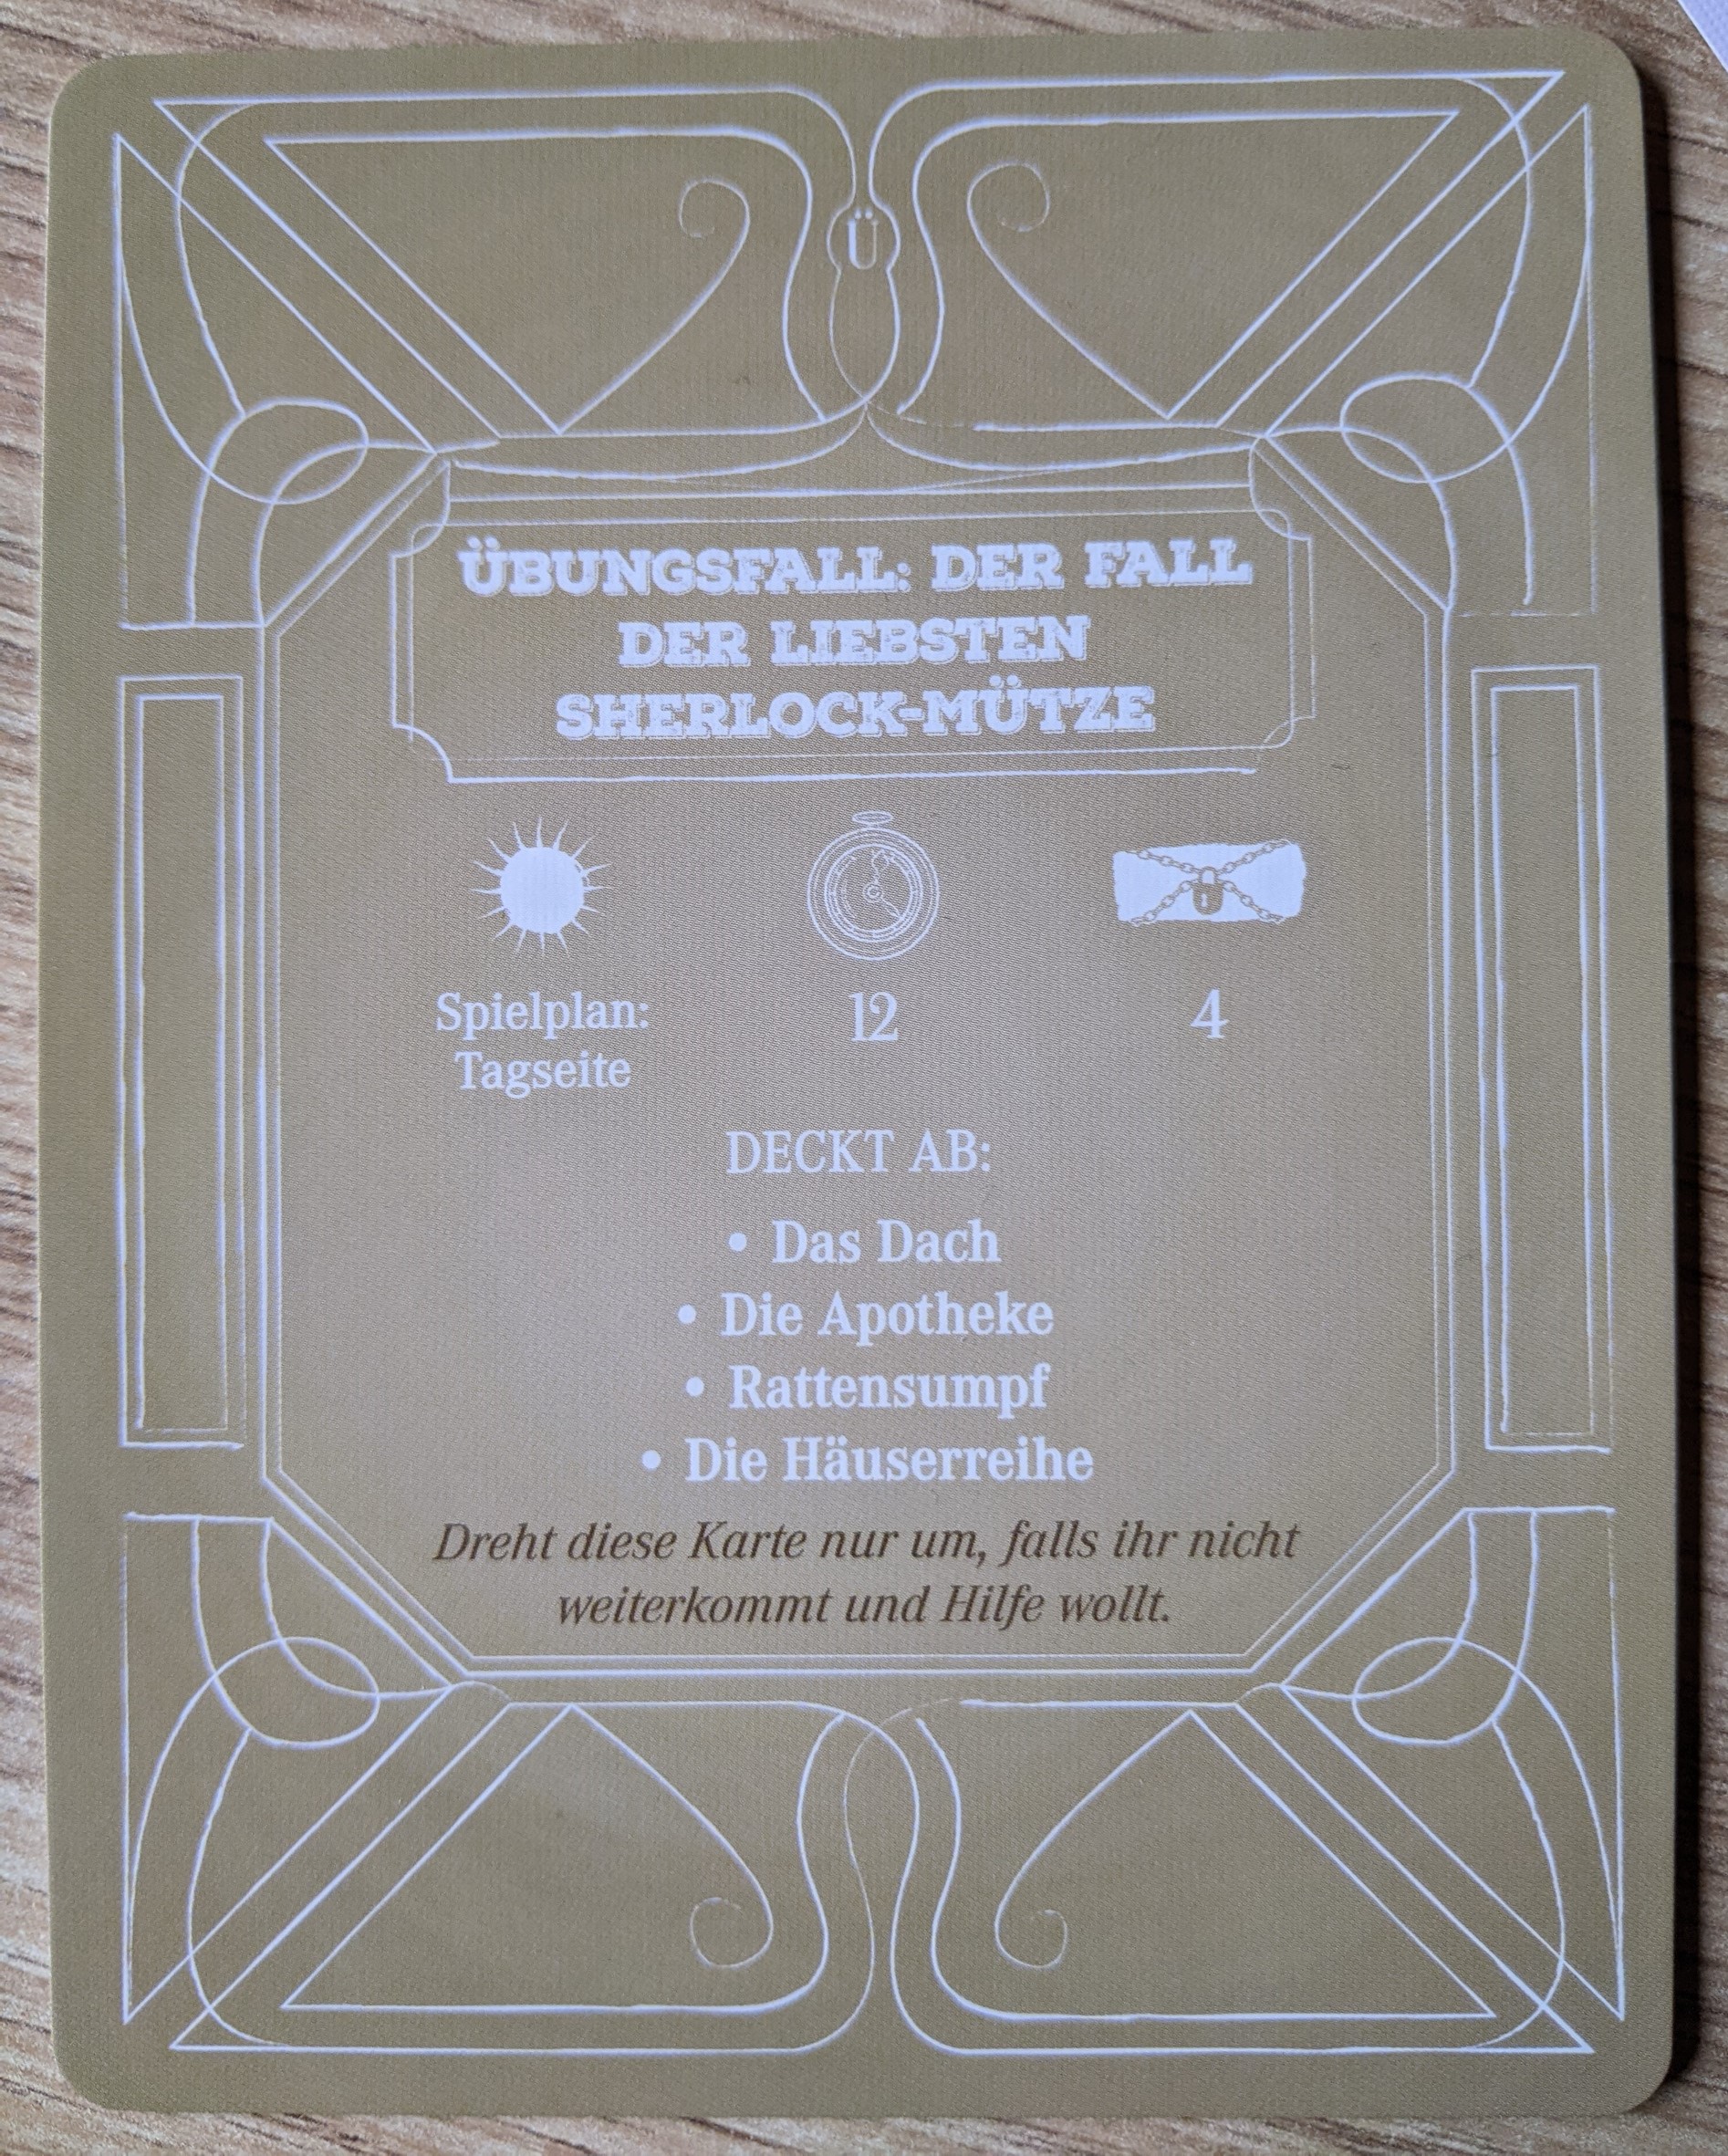 Ü
ÜBUNGSFALL: DER FALL
DER LIEBSTEN
SHERLOCK-MÜTZE
Spielplan:
Tagseite
12
4
DECKT AB:
• Das Dach
• Die Apotheke
• Rattensumpf
• Die Häuserreihe
Dreht diese Karte nur um, falls ihr nicht
weiterkommt und Hilfe wollt.